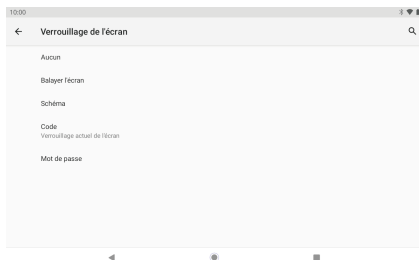 10:00
Verrouillage de l'écran
Aucun
Balayer l'écran
Schéma
Code
Verrouillage actuel de l'écran
Mot de passe